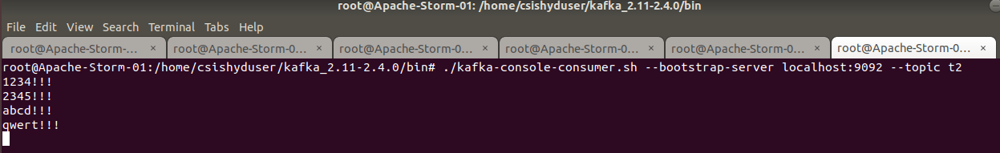 root@Apache-Storm-01: /home/csishyduser/kafka_2.11-2.4.0/bin
File Edit View Search Terminal Tabs Help
root@Apache-Storm-... × root@Apache-Storm-0... × root@Apache-Storm-0... × root@Apache-Storm-0... × root@Apache-Storm-0... × root@Apache-Storm-0... ×
root@Apache-Storm-01:/home/csishyduser/kafka_2.11-2.4.0/bin# ./kafka-console-consumer.sh --bootstrap-server localhost:9092 --topic t2
1234!!!
2345!!!
abcd!!!
qwert!!!